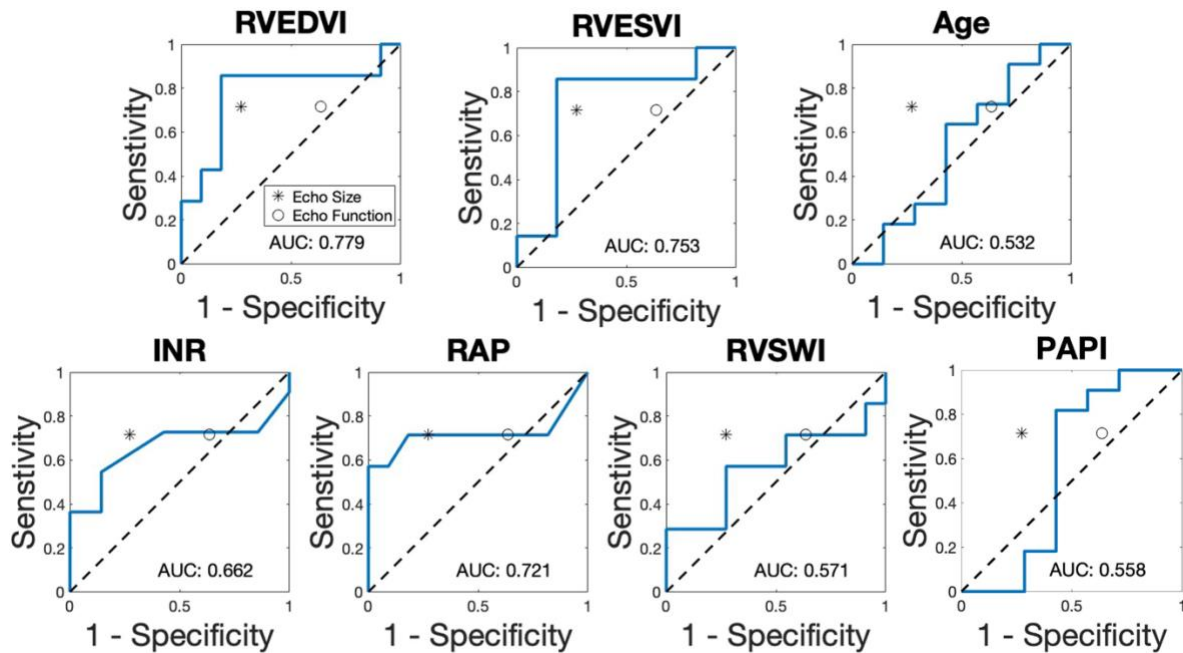 RVEDVI
RVESVI
Age
1
0.8
0.6
0.4
0.2
0
Senstivity
✳ Echo Size
○ Echo Function
AUC: 0.779
0
0.5
1
1 - Specificity
1
0.8
0.6
0.4
0.2
0
Senstivity
AUC: 0.753
0
0.5
1
1 - Specificity
1
0.8
0.6
0.4
0.2
0
Senstivity
AUC: 0.532
0
0.5
1
1 - Specificity
INR
RAP
RVSWI
PAPI
1
0.8
0.6
0.4
0.2
0
Senstivity
AUC: 0.662
0
0.5
1
1 - Specificity
1
0.8
0.6
0.4
0.2
0
Senstivity
AUC: 0.721
0
0.5
1
1 - Specificity
1
0.8
0.6
0.4
0.2
0
Senstivity
AUC: 0.571
0
0.5
1
1 - Specificity
1
0.8
0.6
0.4
0.2
0
Senstivity
AUC: 0.558
0
0.5
1
1 - Specificity